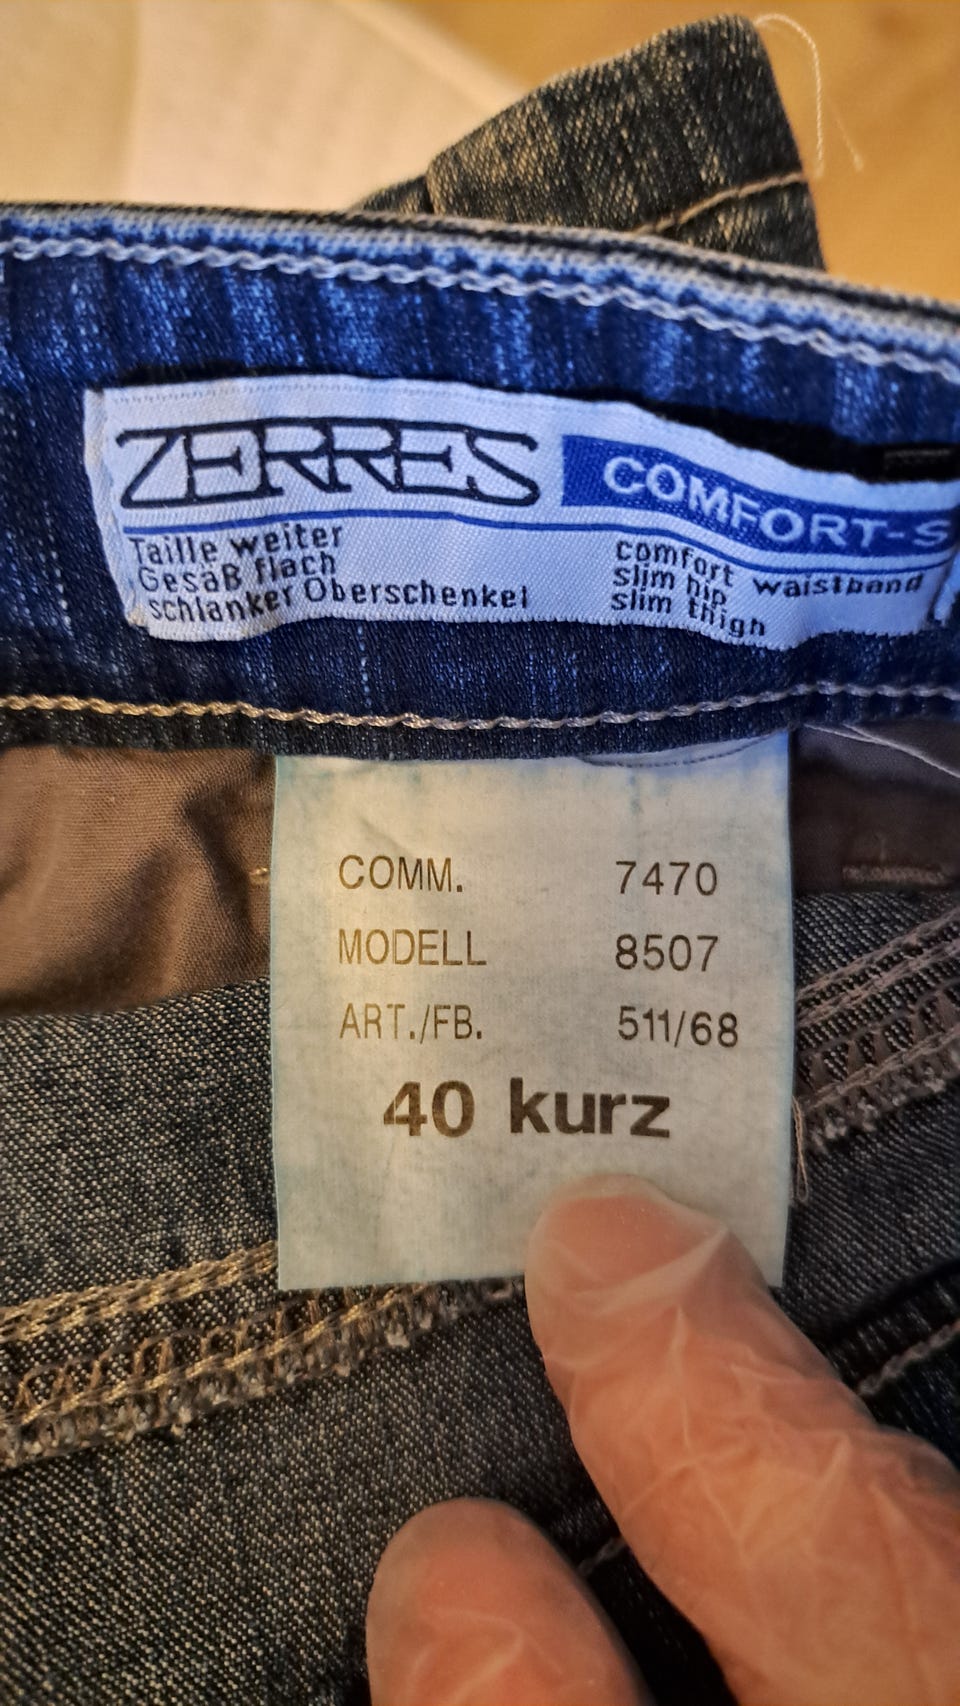 ZERRES COMFORT-S
Taille weiter
Gesäß flach
schlanker Oberschenkel
comfort waistband
slim hip
slim thigh
COMM. 7470
MODELL 8507
ART./FB. 511/68
40 kurz